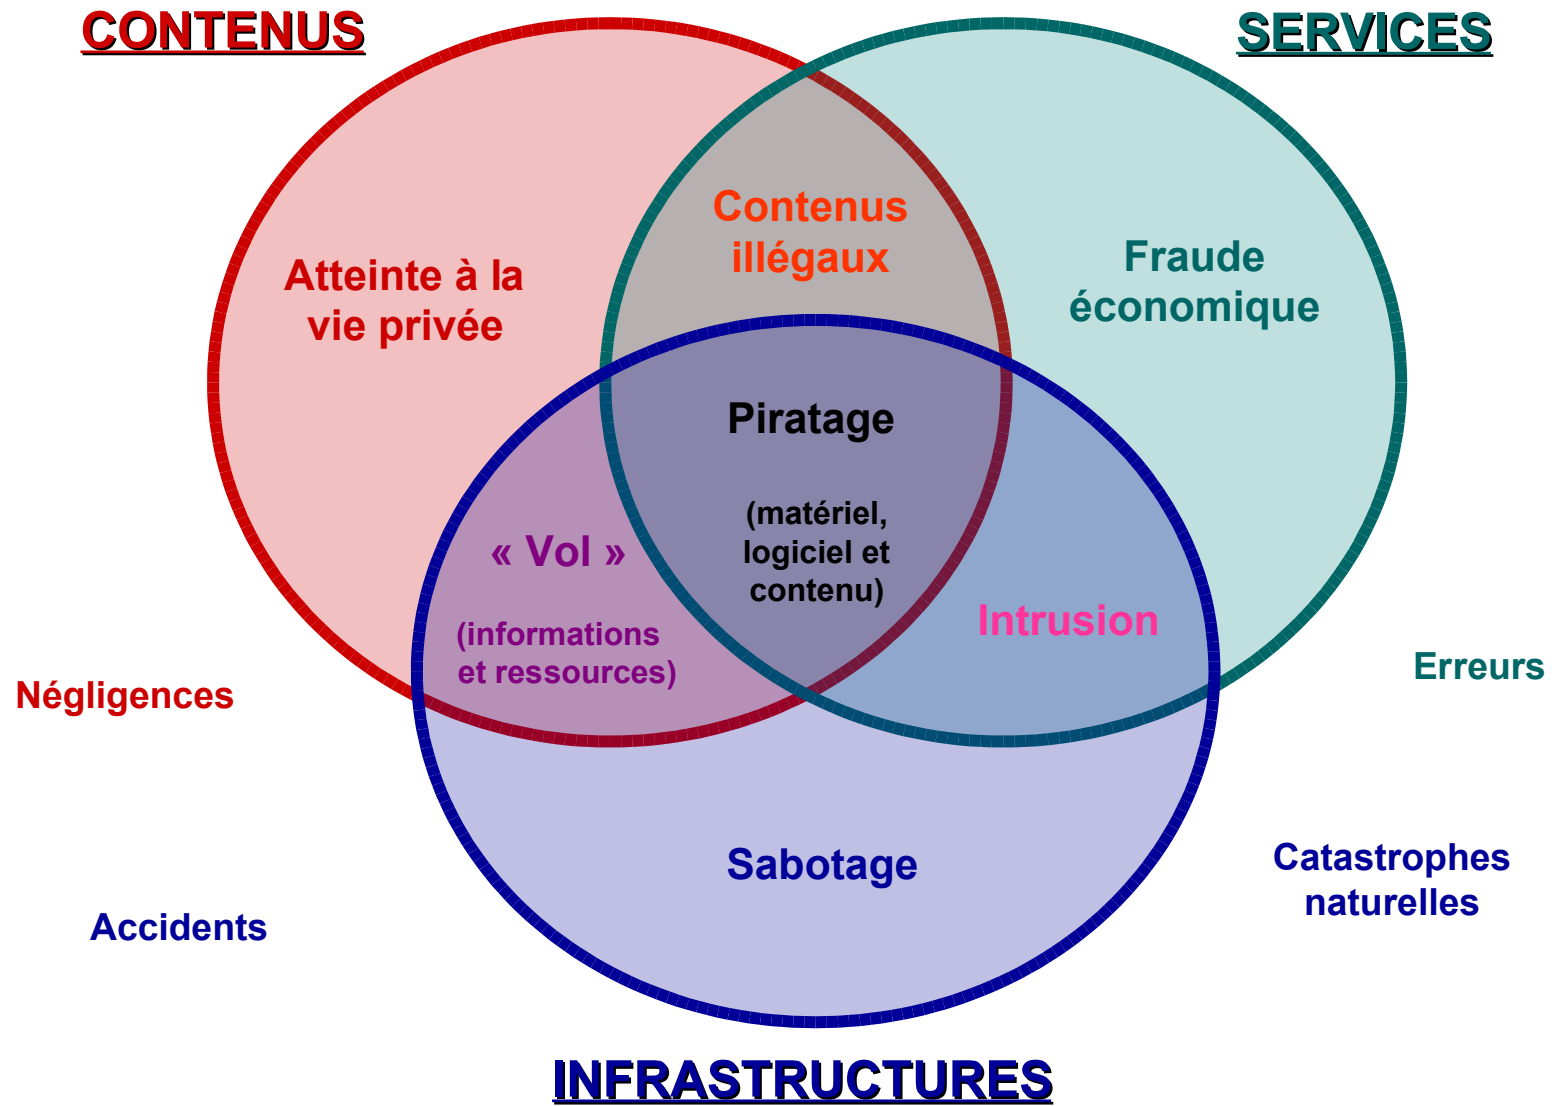 CONTENUS
SERVICES
Contenus
illégaux
Atteinte à la
vie privée
Fraude
économique
Piratage
(matériel,
logiciel et
contenu)
« Vol »
(informations
et ressources)
Intrusion
Négligences
Erreurs
Sabotage
Catastrophes
naturelles
Accidents
INFRASTRUCTURES